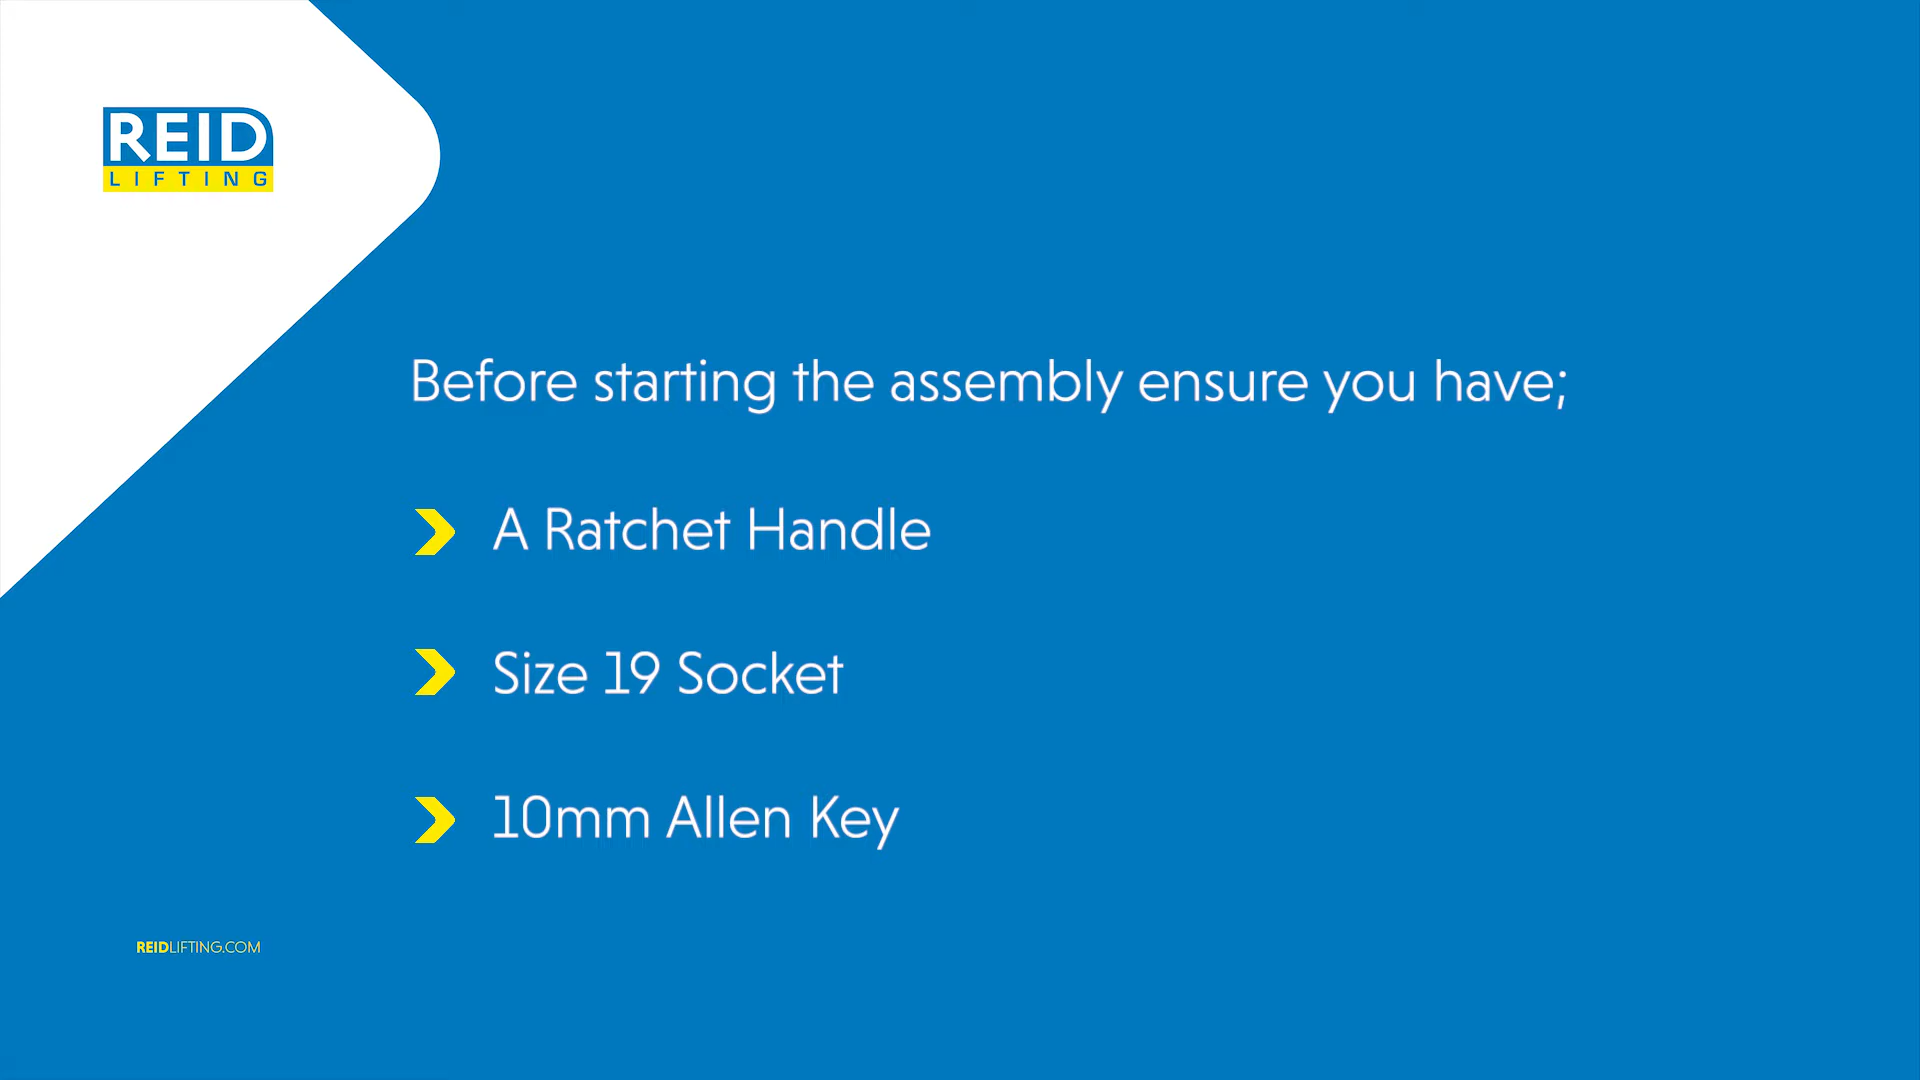 REID
LIFTING
Before starting the assembly ensure you have;
A Ratchet Handle
Size 19 Socket
10mm Allen Key
REIDLIFTING.COM